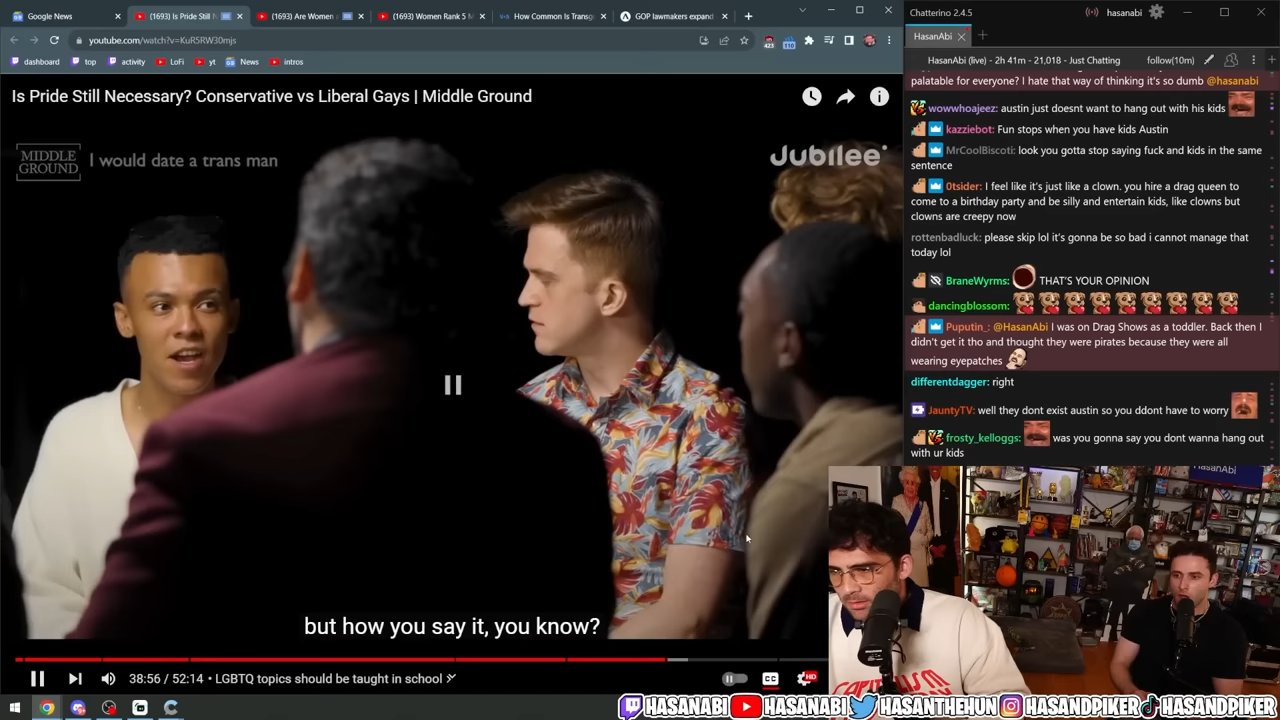 Google News
(1693) Is Pride Still N
(1693) Are Women
(1693) Women Rank 5 M
How Common Is Transg
GOP lawmakers expand
youtube.com/watch?v=KuR5RW30mjs
423
110
dashboard
top
activity
LoFi
yt
News
intros
Is Pride Still Necessary? Conservative vs Liberal Gays | Middle Ground
MIDDLE
GROUND
I would date a trans man
Jubilee
but how you say it, you know?
38:56 / 52:14 • LGBTQ topics should be taught in school
CC
HD
Chatterino 2.4.5
hasanabi
HasanAbi
HasanAbi (live) - 2h 41m - 21,018 - Just Chatting
follow(10m)
palatable for everyone? I hate that way of thinking it's so dumb @hasanabi
wowwhoajeez: austin just doesnt want to hang out with his kids
kazziebot: Fun stops when you have kids Austin
MrCoolBiscoti: look you gotta stop saying fuck and kids in the same
sentence
0tsider: I feel like it's just like a clown. you hire a drag queen to
come to a birthday party and be silly and entertain kids, like clowns but
clowns are creepy now
rottenbadluck: please skip lol it's gonna be so bad i cannot manage that
today lol
BraneWyrms: THAT'S YOUR OPINION
dancingblossom:
Puputin_: @HasanAbi I was on Drag Shows as a toddler. Back then I
didn't get it tho and thought they were pirates because they were all
wearing eyepatches
differentdagger: right
JauntyTV: well they dont exist austin so you ddont have to worry
frosty_kelloggs: was you gonna say you dont wanna hang out
with ur kids
HasanAbi
CAPITALISM
HASANABI
HASANABI
HASANTHEHUN
HASANDPIKER
HASANDPIKER